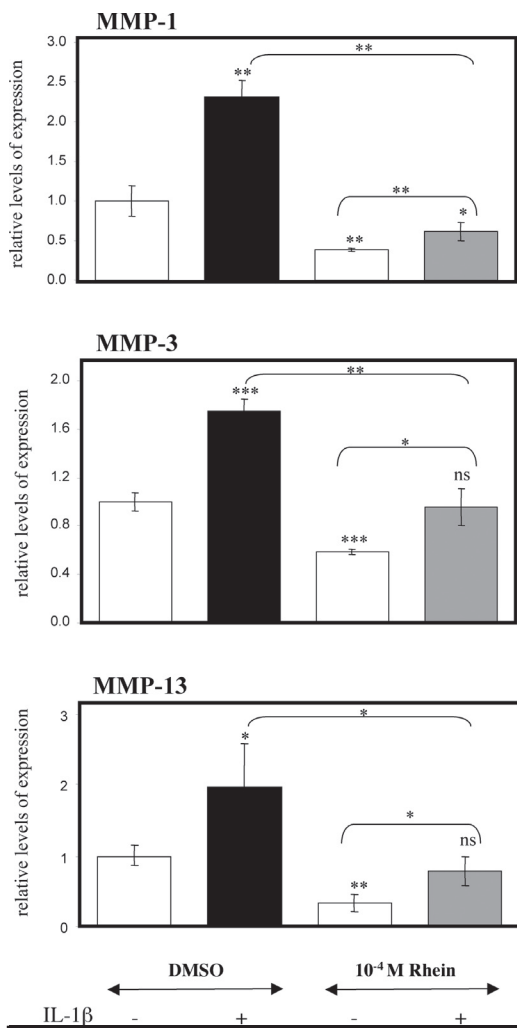 MMP-1
relative levels of expression
3.0
2.5
2.0
1.5
1.0
0.5
0.0
**
**
**
**
*
MMP-3
relative levels of expression
2.0
1.6
1.2
0.8
0.4
0.0
***
**
***
*
ns
MMP-13
relative levels of expression
3
2
1
0
*
*
**
*
ns
DMSO
10-4 M Rhein
IL-1β - + - +